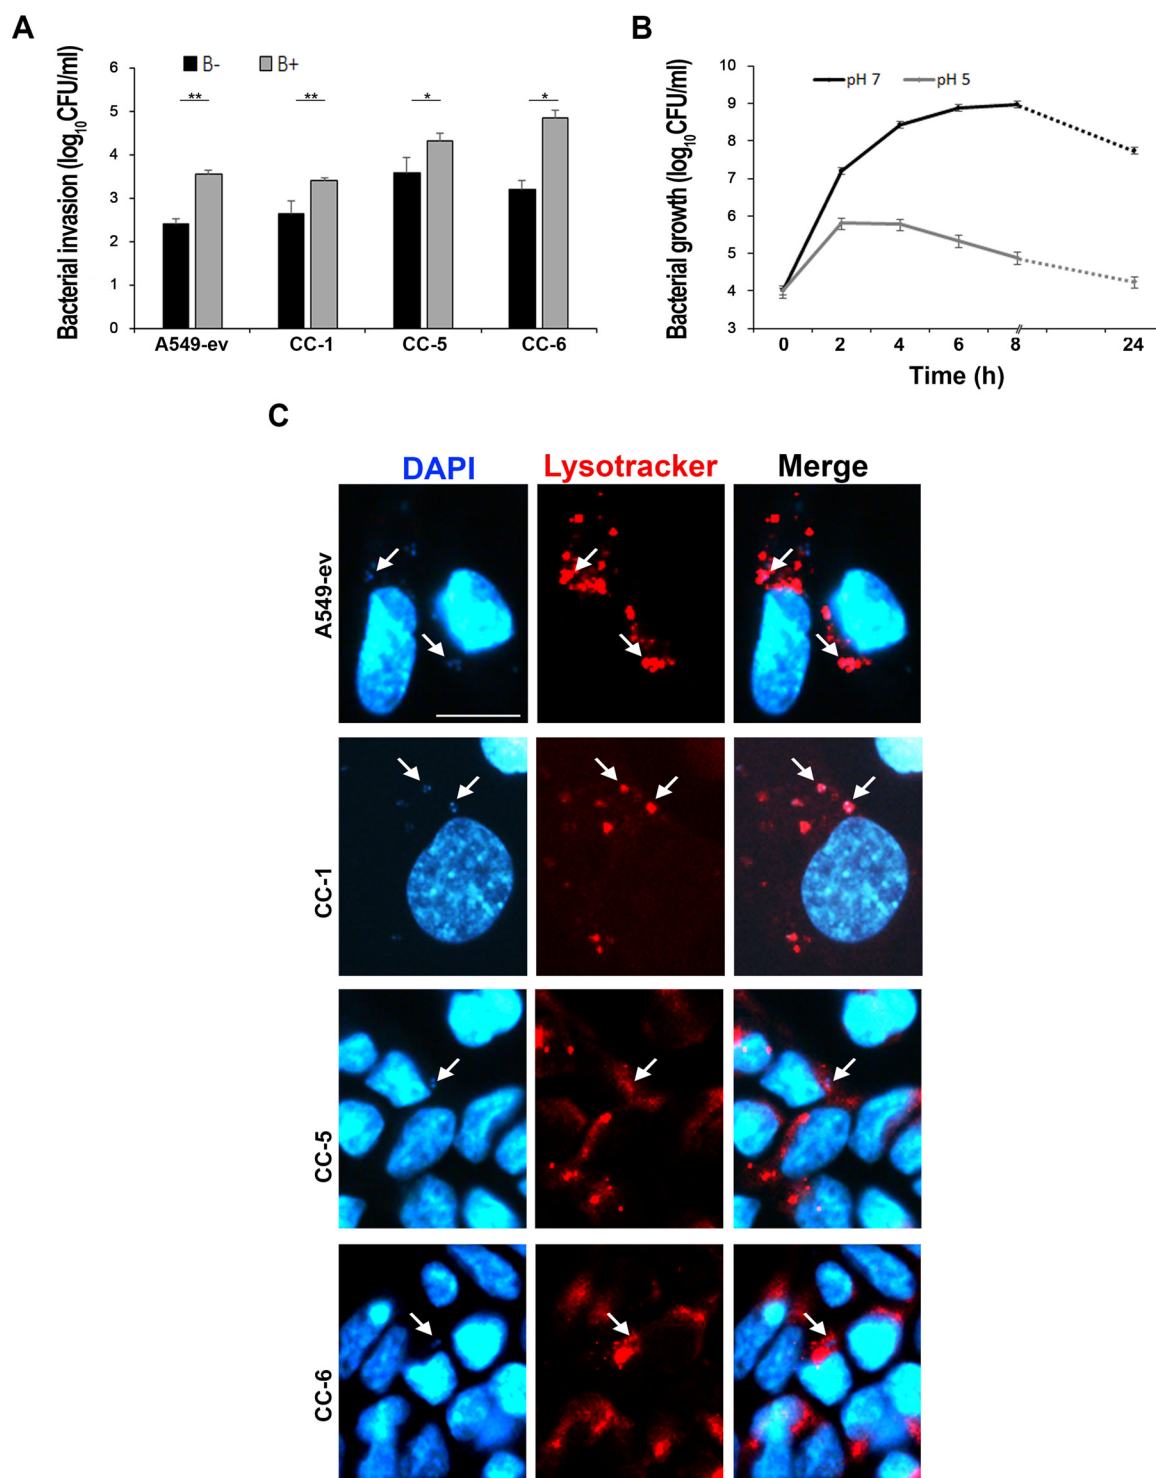 A
B
Bacterial invasion (log10CFU/ml)
B-
B+
6
5
4
3
2
1
0
**
**
*
*
A549-ev
CC-1
CC-5
CC-6
Bacterial growth (log10CFU/ml)
pH 7
pH 5
10
9
8
7
6
5
4
3
0
2
4
6
8
24
Time (h)
C
DAPI
Lysotracker
Merge
A549-ev
CC-1
CC-5
CC-6